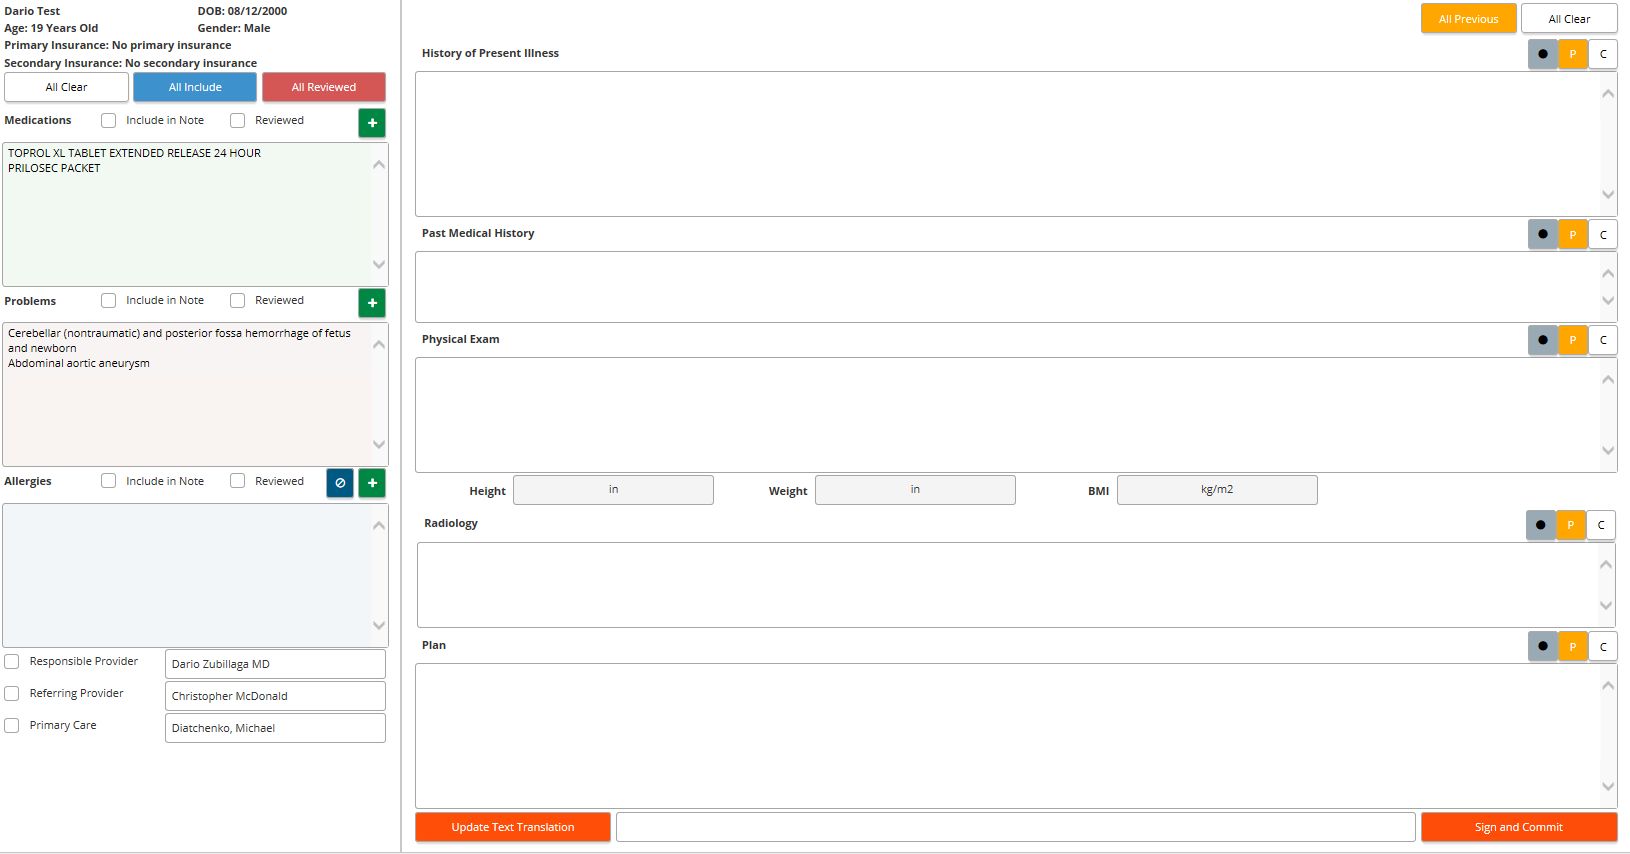 Dario Test DOB: 08/12/2000
Age: 19 Years Old Gender: Male
Primary Insurance: No primary insurance
Secondary Insurance: No secondary insurance
All Clear All Include All Reviewed
Medications Include in Note Reviewed +
TOPROL XL TABLET EXTENDED RELEASE 24 HOUR
PRILOSEC PACKET
Problems Include in Note Reviewed +
Cerebellar (nontraumatic) and posterior fossa hemorrhage of fetus
and newborn
Abdominal aortic aneurysm
Allergies Include in Note Reviewed +
Responsible Provider Dario Zubillaga MD
Referring Provider Christopher McDonald
Primary Care Diatchenko, Michael
All Previous All Clear
History of Present Illness P C
Past Medical History P C
Physical Exam P C
Height in Weight in BMI kg/m2
Radiology P C
Plan P C
Update Text Translation Sign and Commit